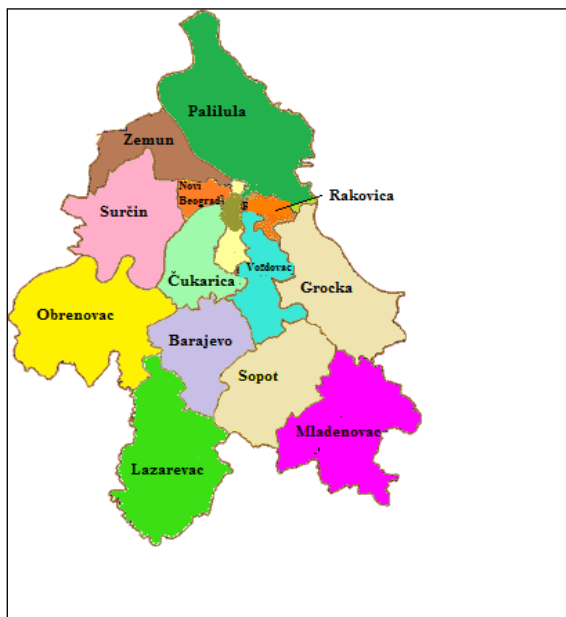 Palilula
Zemun
Novi
Beograd
Rakovica
Surčin
Voždovac
Čukarica
Grocka
Obrenovac
Barajevo
Sopot
Mladenovac
Lazarevac